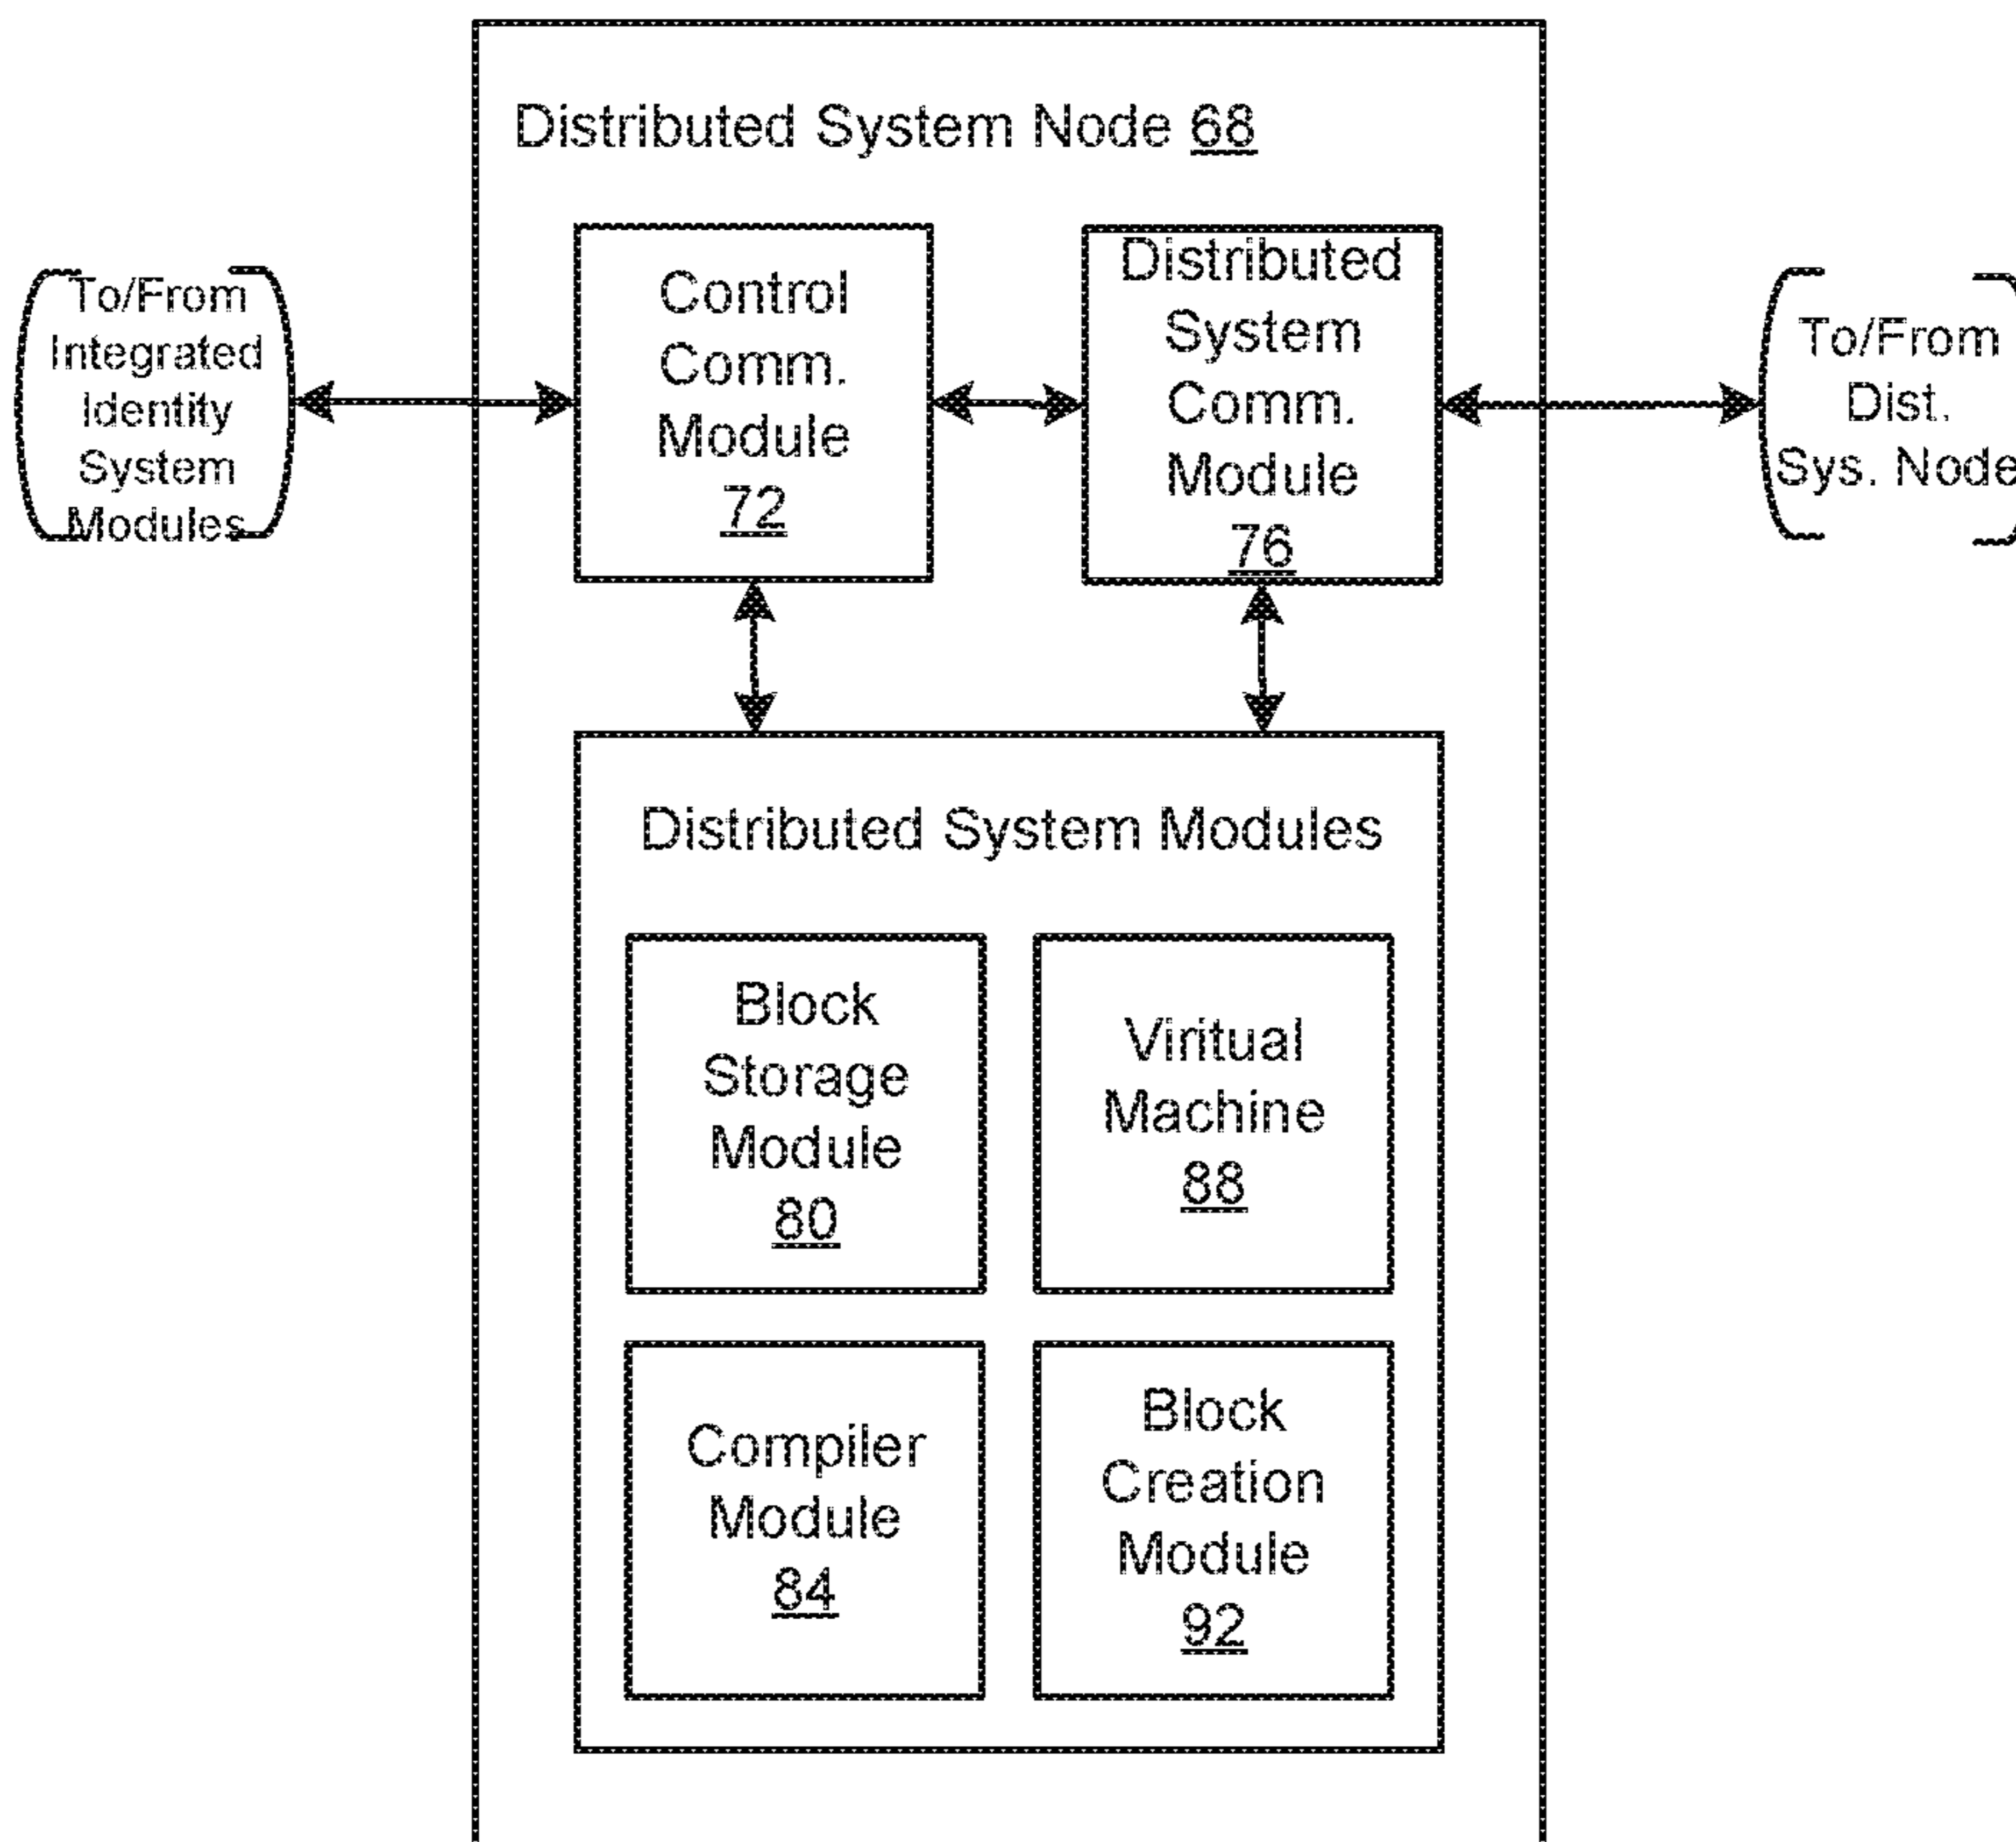 Distributed System Node 68
To/From
Integrated
Identity
System
Modules
Control
Comm.
Module
72
Distributed
System
Comm.
Module
76
To/From
Dist.
Sys. Node
Distributed System Modules
Block
Storage
Module
80
Viritual
Machine
88
Compiler
Module
84
Block
Creation
Module
92